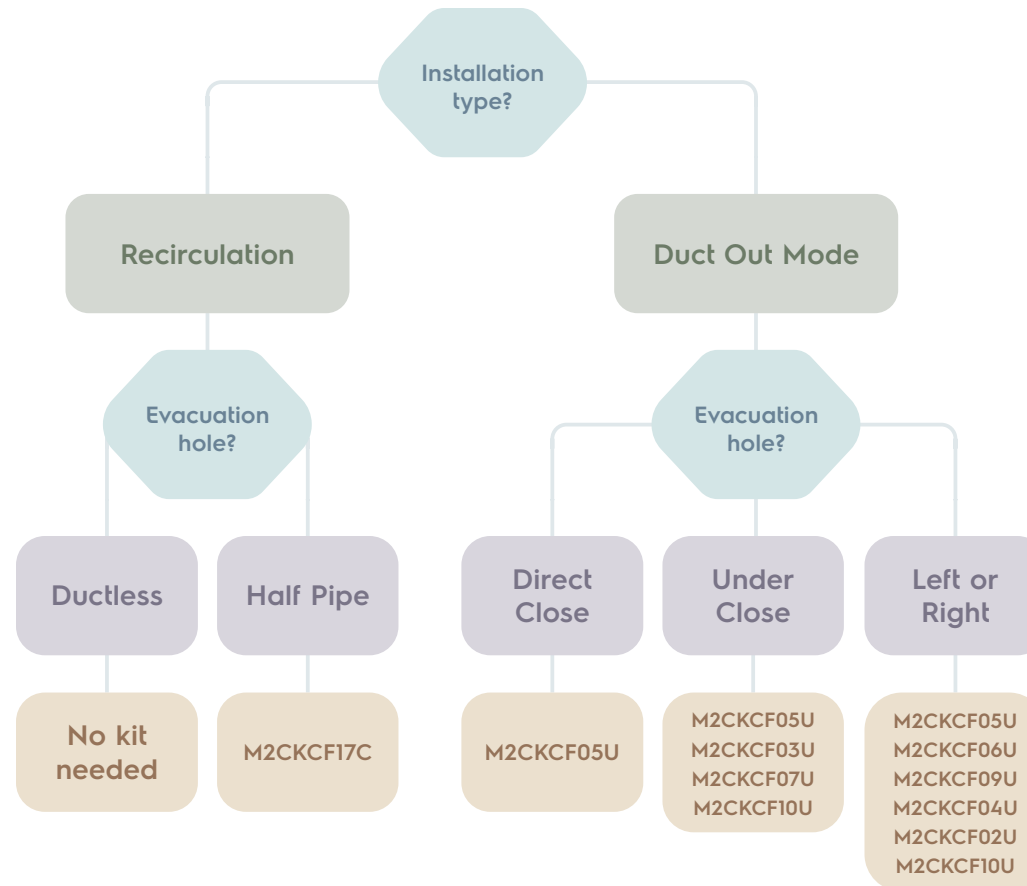 Installation
type?
Recirculation
Duct Out Mode
Evacuation
hole?
Evacuation
hole?
Ductless
Half Pipe
Direct
Close
Under
Close
Left or
Right
No kit
needed
M2CKCF17C
M2CKCF05U
M2CKCF05U
M2CKCF03U
M2CKCF07U
M2CKCF10U
M2CKCF05U
M2CKCF06U
M2CKCF09U
M2CKCF04U
M2CKCF02U
M2CKCF10U